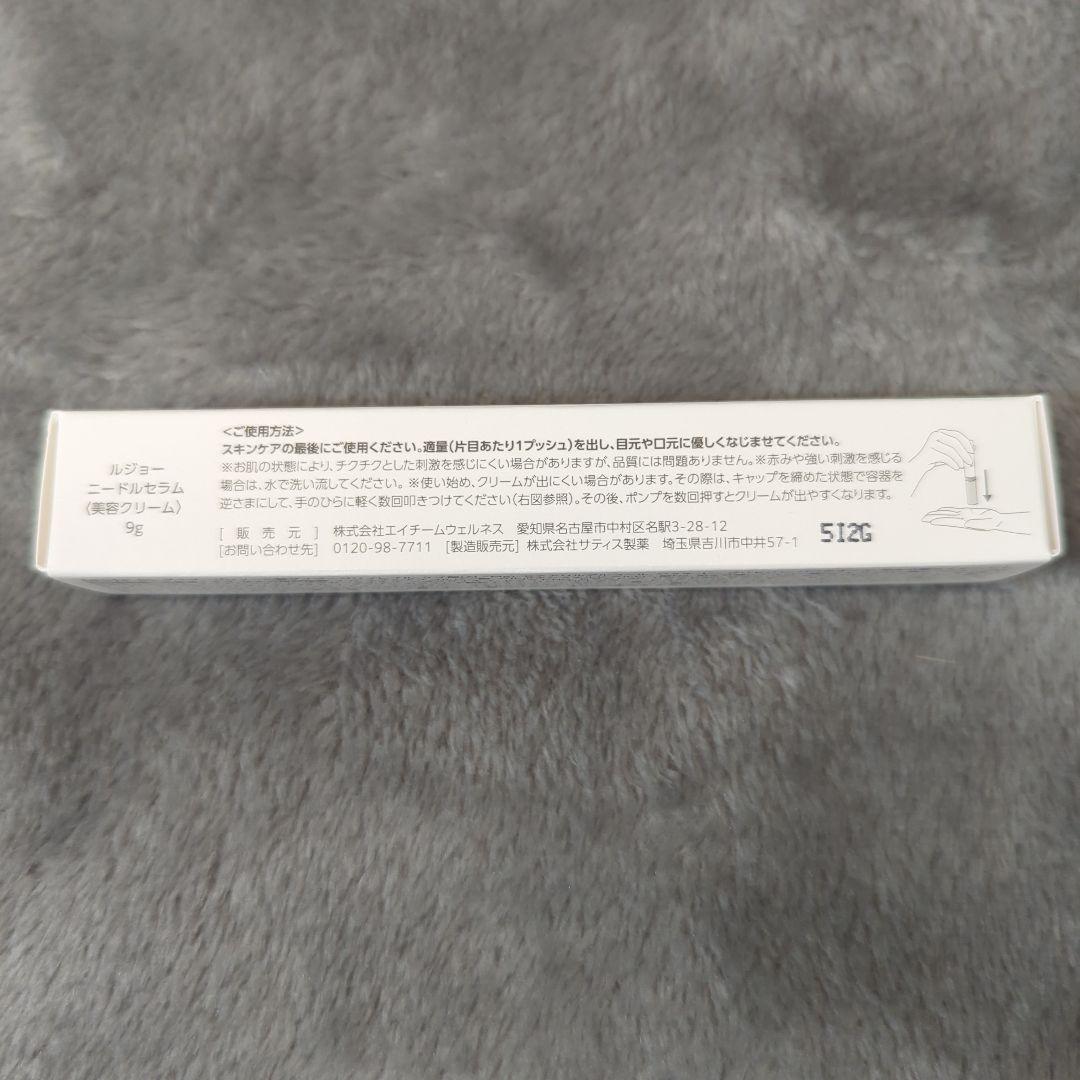 ルジョー
ニードルセラム
〈美容クリーム〉
9g
＜ご使用方法＞
スキンケアの最後にご使用ください。適量（片目あたり1プッシュ）を出し、目元や口元に優しくなじませてください。
※お肌の状態により、チクチクとした刺激を感じにくい場合がありますが、品質には問題ありません。※赤みや強い刺激を感じる
場合は、水で洗い流してください。※使い始め、クリームが出にくい場合があります。その際は、キャップを締めた状態で容器を
逆さまにして、手のひらに軽く数回叩きつけてください（右図参照）。その後、ポンプを数回押すとクリームが出やすくなります。
[販売元] 株式会社エイチームウェルネス 愛知県名古屋市中村区名駅3-28-12
[お問い合わせ先] 0120-98-7711 [製造販売元] 株式会社サティス製薬 埼玉県吉川市中井57-1
512G